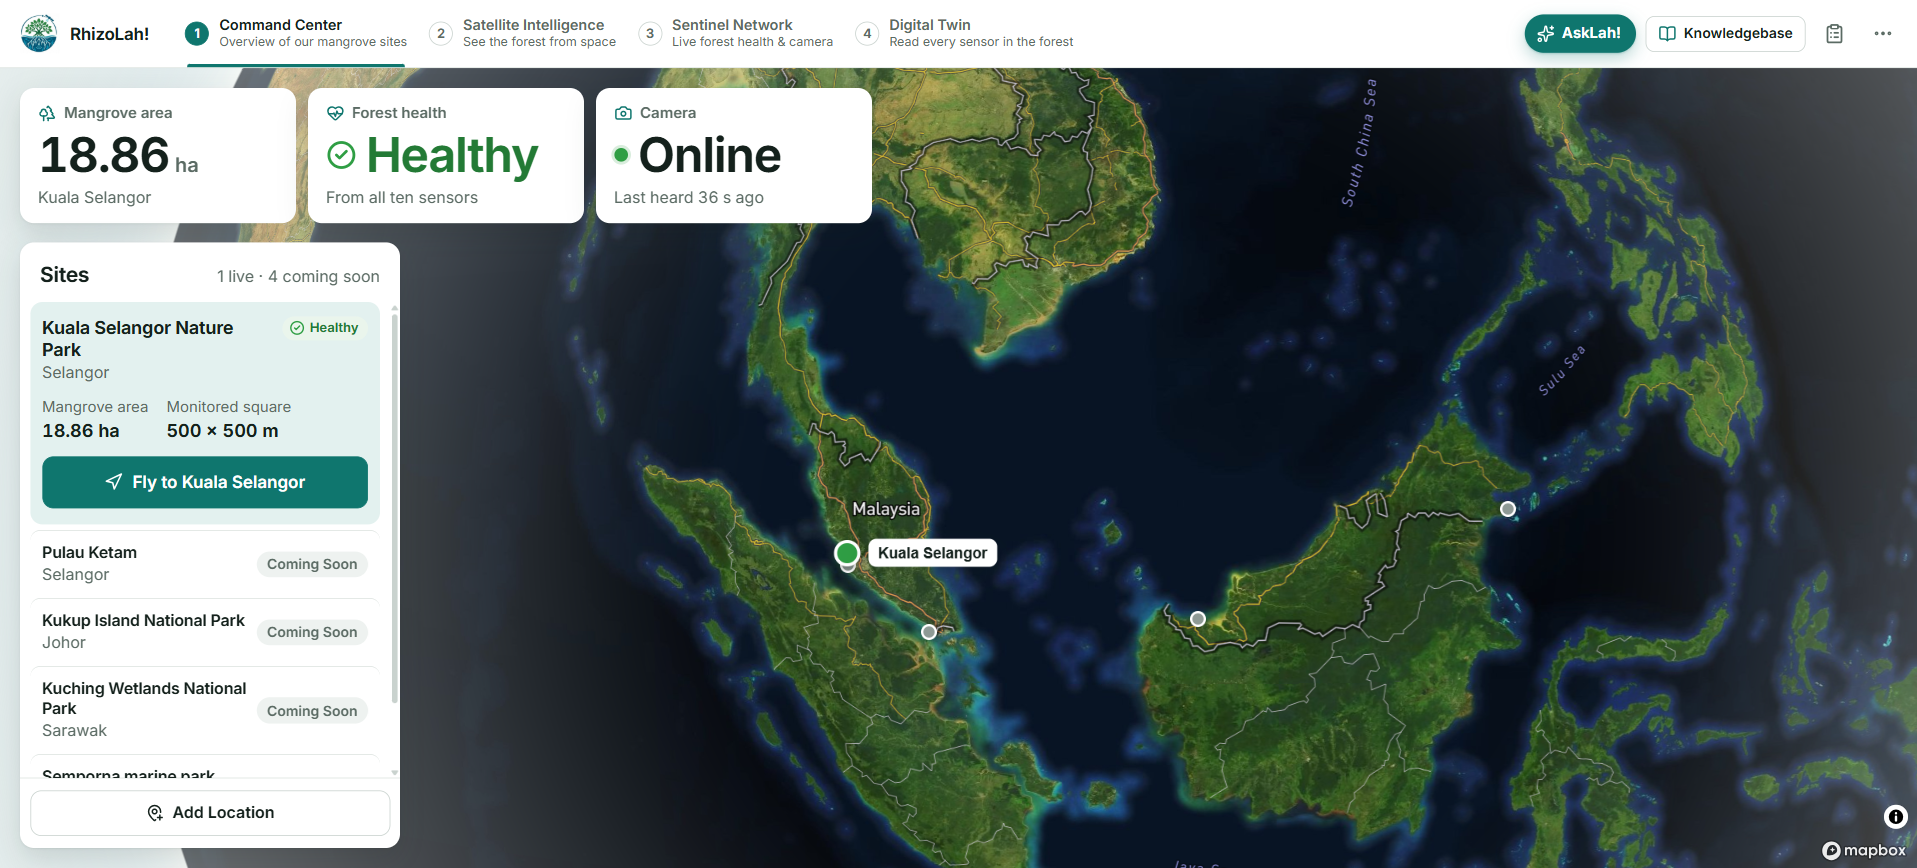 RhizoLah!
1
Command Center
Overview of our mangrove sites
2
Satellite Intelligence
See the forest from space
3
Sentinel Network
Live forest health & camera
4
Digital Twin
Read every sensor in the forest
AskLah!
Knowledgebase
Mangrove area
18.86 ha
Kuala Selangor
Forest health
Healthy
From all ten sensors
Camera
Online
Last heard 36 s ago
Sites
1 live · 4 coming soon
Kuala Selangor Nature
Park
Healthy
Selangor
Mangrove area
18.86 ha
Monitored square
500 × 500 m
Fly to Kuala Selangor
Pulau Ketam
Selangor
Coming Soon
Kukup Island National Park
Johor
Coming Soon
Kuching Wetlands National
Park
Sarawak
Coming Soon
Semporna marine park
Add Location
South China Sea
Sulu Sea
Malaysia
Kuala Selangor
mapbox